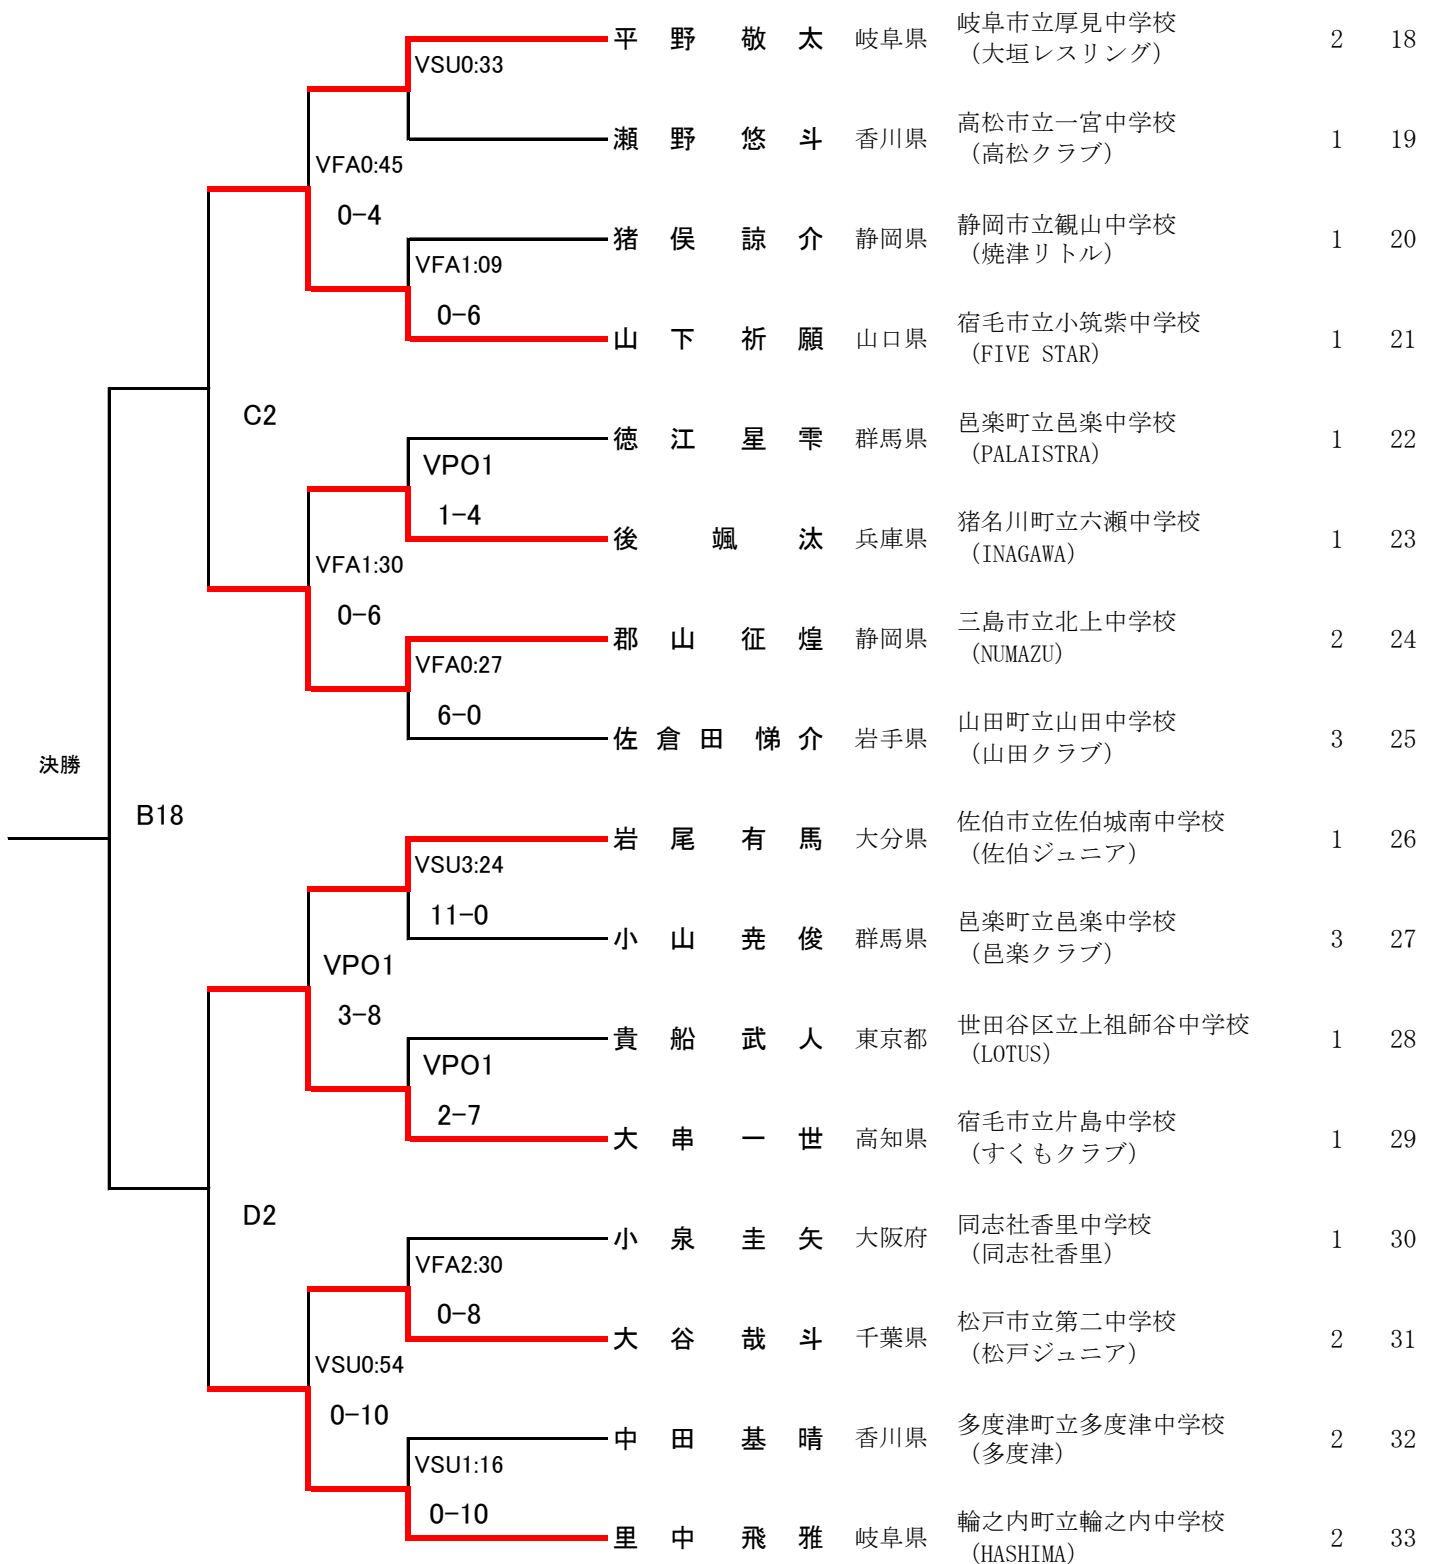 平野 敬太 岐阜県 岐阜市立厚見中学校 (大垣レスリング) 2 18
VSU0:33
瀬野 悠斗 香川県 高松市立一宮中学校 (高松クラブ) 1 19
VFA0:45
0-4
猪俣 諒介 静岡県 静岡市立観山中学校 (焼津リトル) 1 20
VFA1:09
0-6
山下 祈願 山口県 宿毛市立小筑紫中学校 (FIVE STAR) 1 21
C2
徳江 星雫 群馬県 邑楽町立邑楽中学校 (PALAISTRA) 1 22
VPO1
1-4
後 颯汰 兵庫県 猪名川町立六瀬中学校 (INAGAWA) 1 23
VFA1:30
0-6
郡山 征煌 静岡県 三島市立北上中学校 (NUMAZU) 2 24
VFA0:27
6-0
佐倉田 悌介 岩手県 山田町立山田中学校 (山田クラブ) 3 25
決勝
B18
岩尾 有馬 大分県 佐伯市立佐伯城南中学校 (佐伯ジュニア) 1 26
VSU3:24
11-0
小山 尭俊 群馬県 邑楽町立邑楽中学校 (邑楽クラブ) 3 27
VPO1
3-8
貴船 武人 東京都 世田谷区立上祖師谷中学校 (LOTUS) 1 28
VPO1
2-7
大串 一世 高知県 宿毛市立片島中学校 (すくもクラブ) 1 29
D2
小泉 圭矢 大阪府 同志社香里中学校 (同志社香里) 1 30
VFA2:30
0-8
大谷 哉斗 千葉県 松戸市立第二中学校 (松戸ジュニア) 2 31
VSU0:54
0-10
中田 基晴 香川県 多度津町立多度津中学校 (多度津) 2 32
VSU1:16
0-10
里中 飛雅 岐阜県 輪之内町立輪之内中学校 (HASHIMA) 2 33